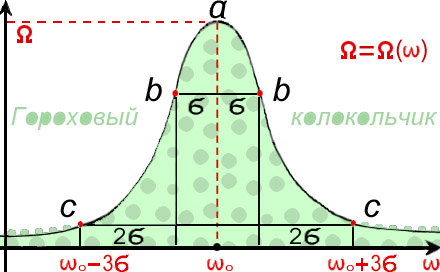 a
Ω
Ω=Ω(ω)
b б б b
Гороховый колокольчик
c c
2б 2б
ω₀−3б ω₀ ω₀+3б ω